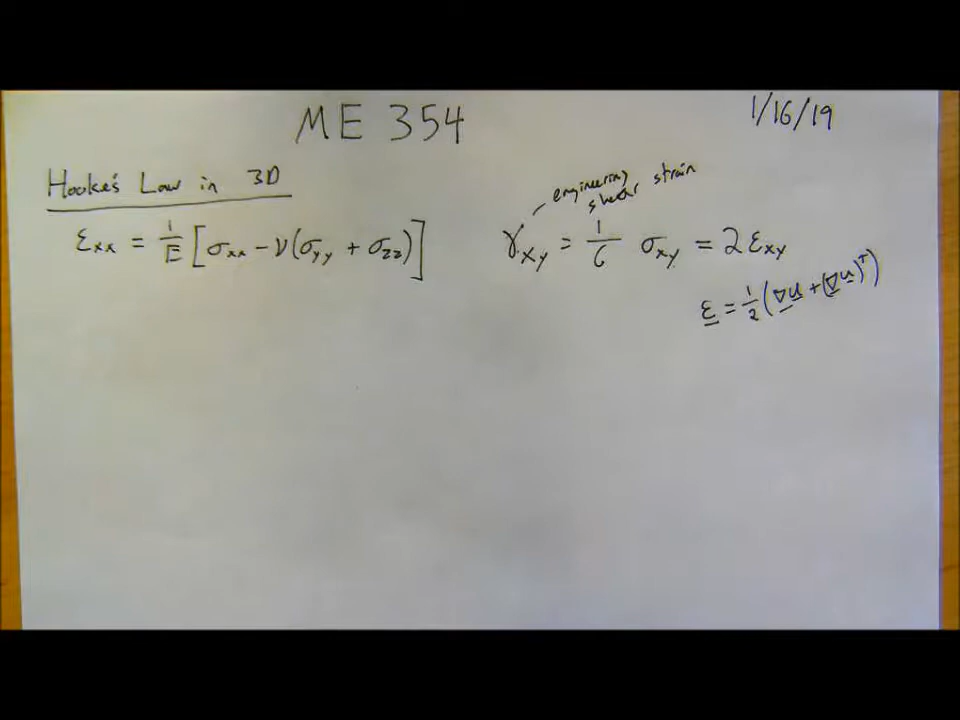 ME 354
1/16/19
Hooke's Law in 3D
εxx = 1/E [σxx - ν(σyy + σzz)]
engineering shear strain
γxy = 1/G σxy = 2εxy
ε = 1/2 (∇u + (∇u)^T)